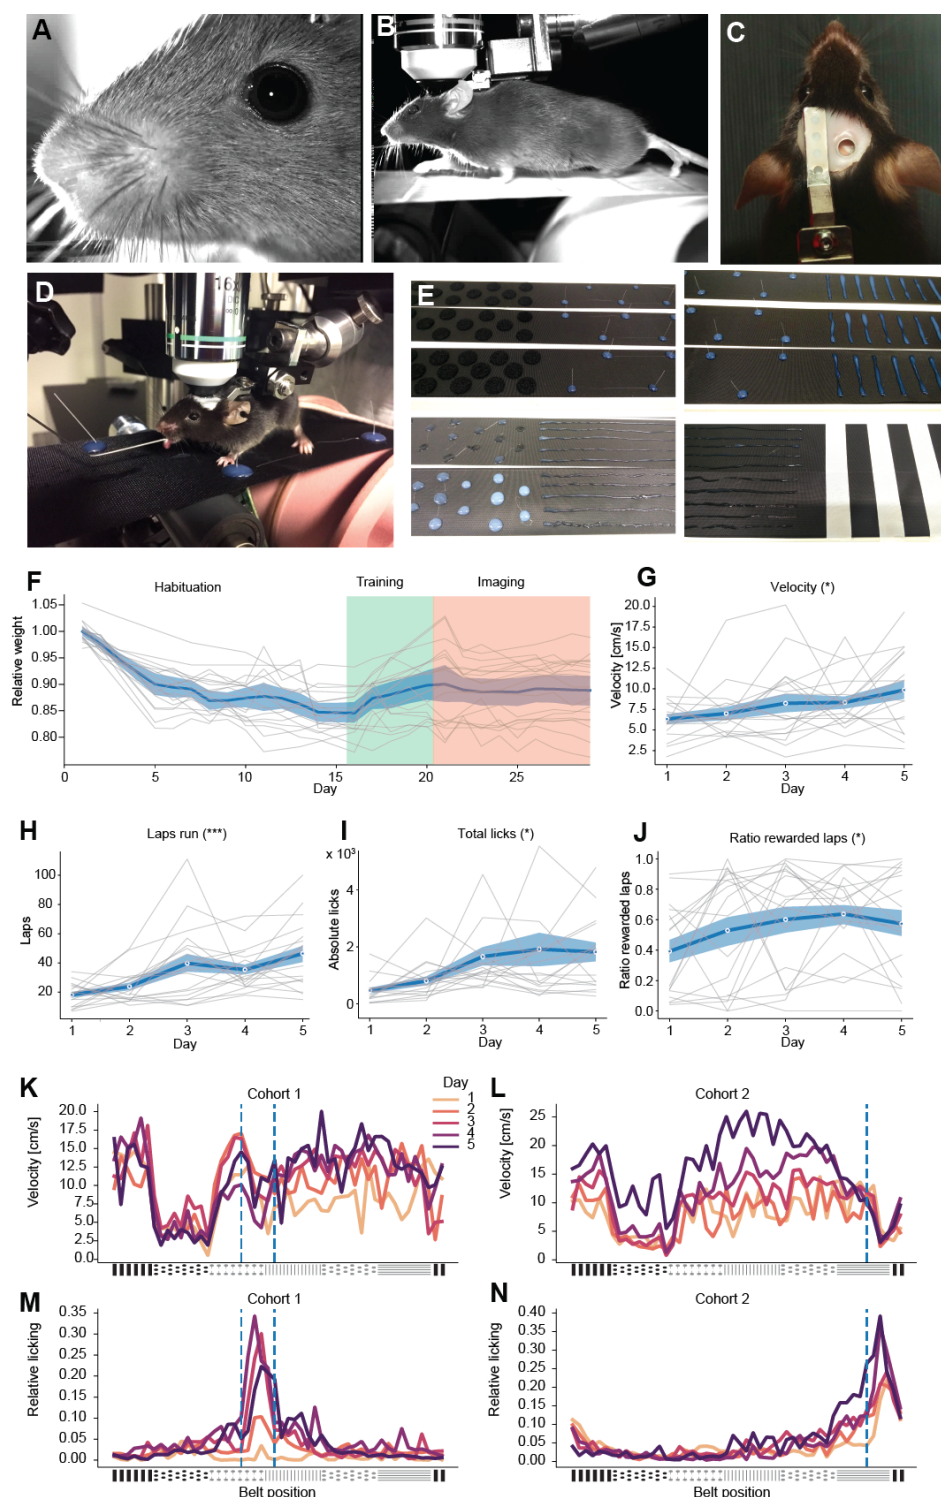 A
B
C
D
16x
E
F
Habituation
Training
Imaging
Relative weight
1.05
1.00
0.95
0.90
0.85
0.80
0
5
10
15
20
25
Day
G
Velocity (*)
Velocity [cm/s]
20.0
17.5
15.0
12.5
10.0
7.5
5.0
2.5
1
2
3
4
5
Day
H
Laps run (***)
Laps
100
80
60
40
20
1
2
3
4
5
Day
I
Total licks (*)
x 10³
Absolute licks
4
2
0
1
2
3
4
5
Day
J
Ratio rewarded laps (*)
Ratio rewarded laps
1.0
0.8
0.6
0.4
0.2
0.0
1
2
3
4
5
Day
K
Cohort 1
Velocity [cm/s]
20.0
17.5
15.0
12.5
10.0
7.5
5.0
2.5
0.0
Day
1
2
3
4
5
L
Cohort 2
Velocity [cm/s]
25
20
15
10
5
0
M
Cohort 1
Relative licking
0.35
0.30
0.25
0.20
0.15
0.10
0.05
0.00
Belt position
N
Cohort 2
Relative licking
0.40
0.35
0.30
0.25
0.20
0.15
0.10
0.05
0.00
Belt position